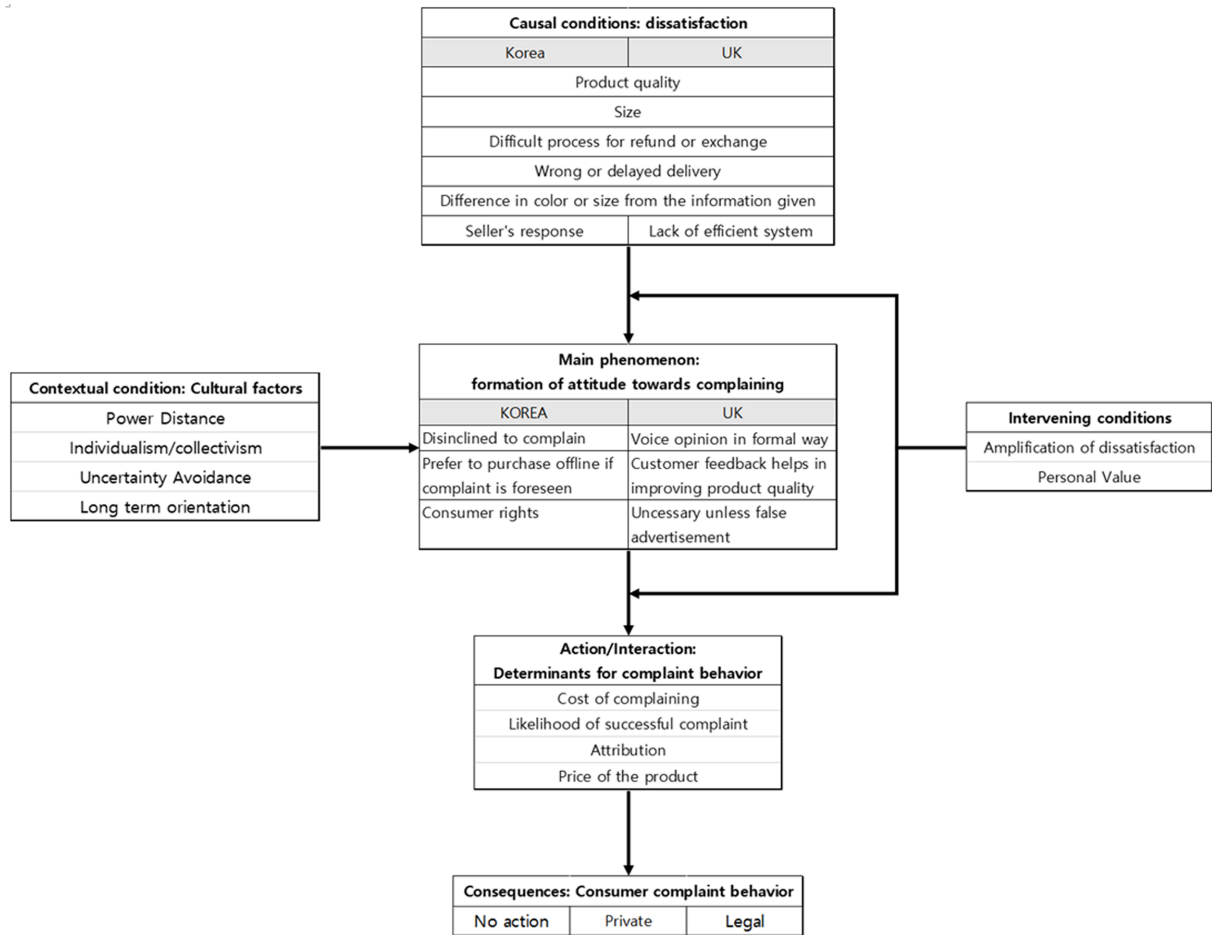 Causal conditions: dissatisfaction
Korea
UK
Product quality
Size
Difficult process for refund or exchange
Wrong or delayed delivery
Difference in color or size from the information given
Seller's response
Lack of efficient system
Main phenomenon:
formation of attitude towards complaining
KOREA
UK
Disinclined to complain
Voice opinion in formal way
Prefer to purchase offline if
complaint is foreseen
Customer feedback helps in
improving product quality
Consumer rights
Uncessary unless false
advertisement
Contextual condition: Cultural factors
Power Distance
Individualism/collectivism
Uncertainty Avoidance
Long term orientation
Intervening conditions
Amplification of dissatisfaction
Personal Value
Action/Interaction:
Determinants for complaint behavior
Cost of complaining
Likelihood of successful complaint
Attribution
Price of the product
Consequences: Consumer complaint behavior
No action
Private
Legal